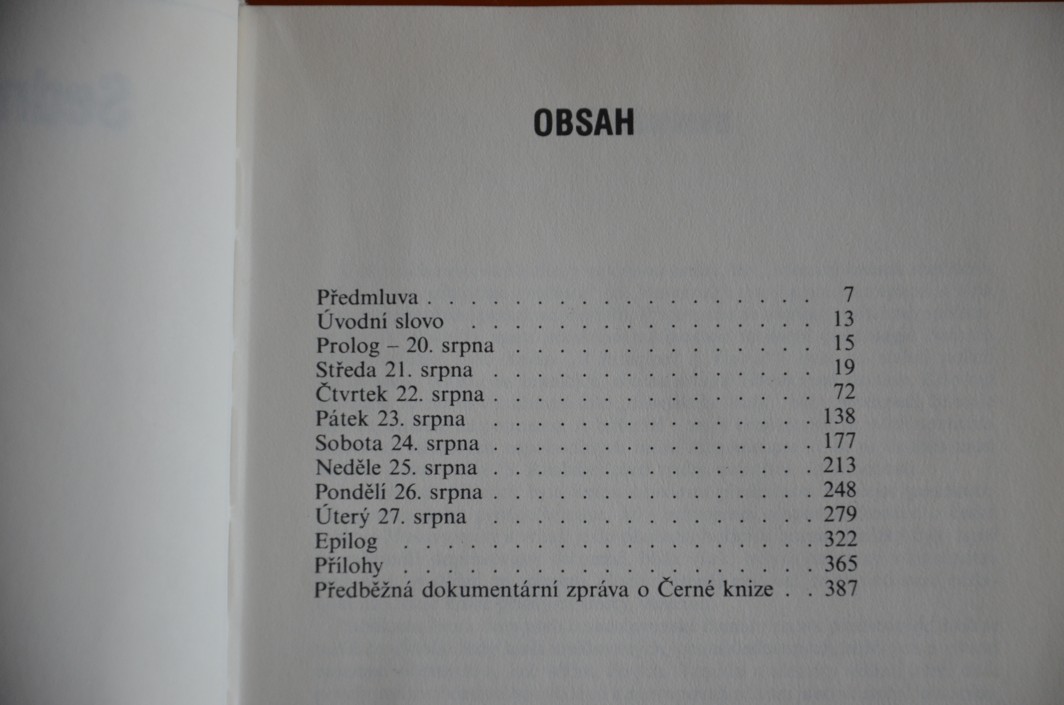 OBSAH
Předmluva . . . . . . . . . . . . . . . . . . 7
Úvodní slovo . . . . . . . . . . . . . . . . 13
Prolog – 20. srpna . . . . . . . . . . . . . . 15
Středa 21. srpna . . . . . . . . . . . . . . . 19
Čtvrtek 22. srpna . . . . . . . . . . . . . . . 72
Pátek 23. srpna . . . . . . . . . . . . . . . 138
Sobota 24. srpna . . . . . . . . . . . . . . . 177
Neděle 25. srpna . . . . . . . . . . . . . . . 213
Pondělí 26. srpna . . . . . . . . . . . . . . . 248
Úterý 27. srpna . . . . . . . . . . . . . . . 279
Epilog . . . . . . . . . . . . . . . . . . . 322
Přílohy . . . . . . . . . . . . . . . . . . . 365
Předběžná dokumentární zpráva o Černé knize . . 387